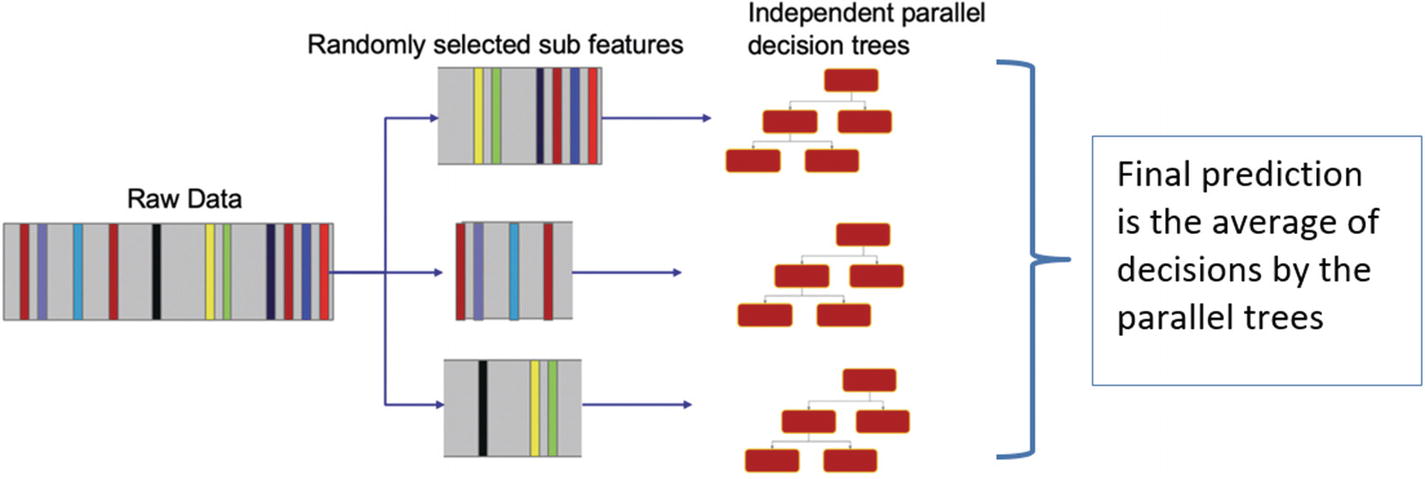 Raw Data
Randomly selected sub features
Independent parallel
decision trees
Final prediction
is the average of
decisions by the
parallel trees